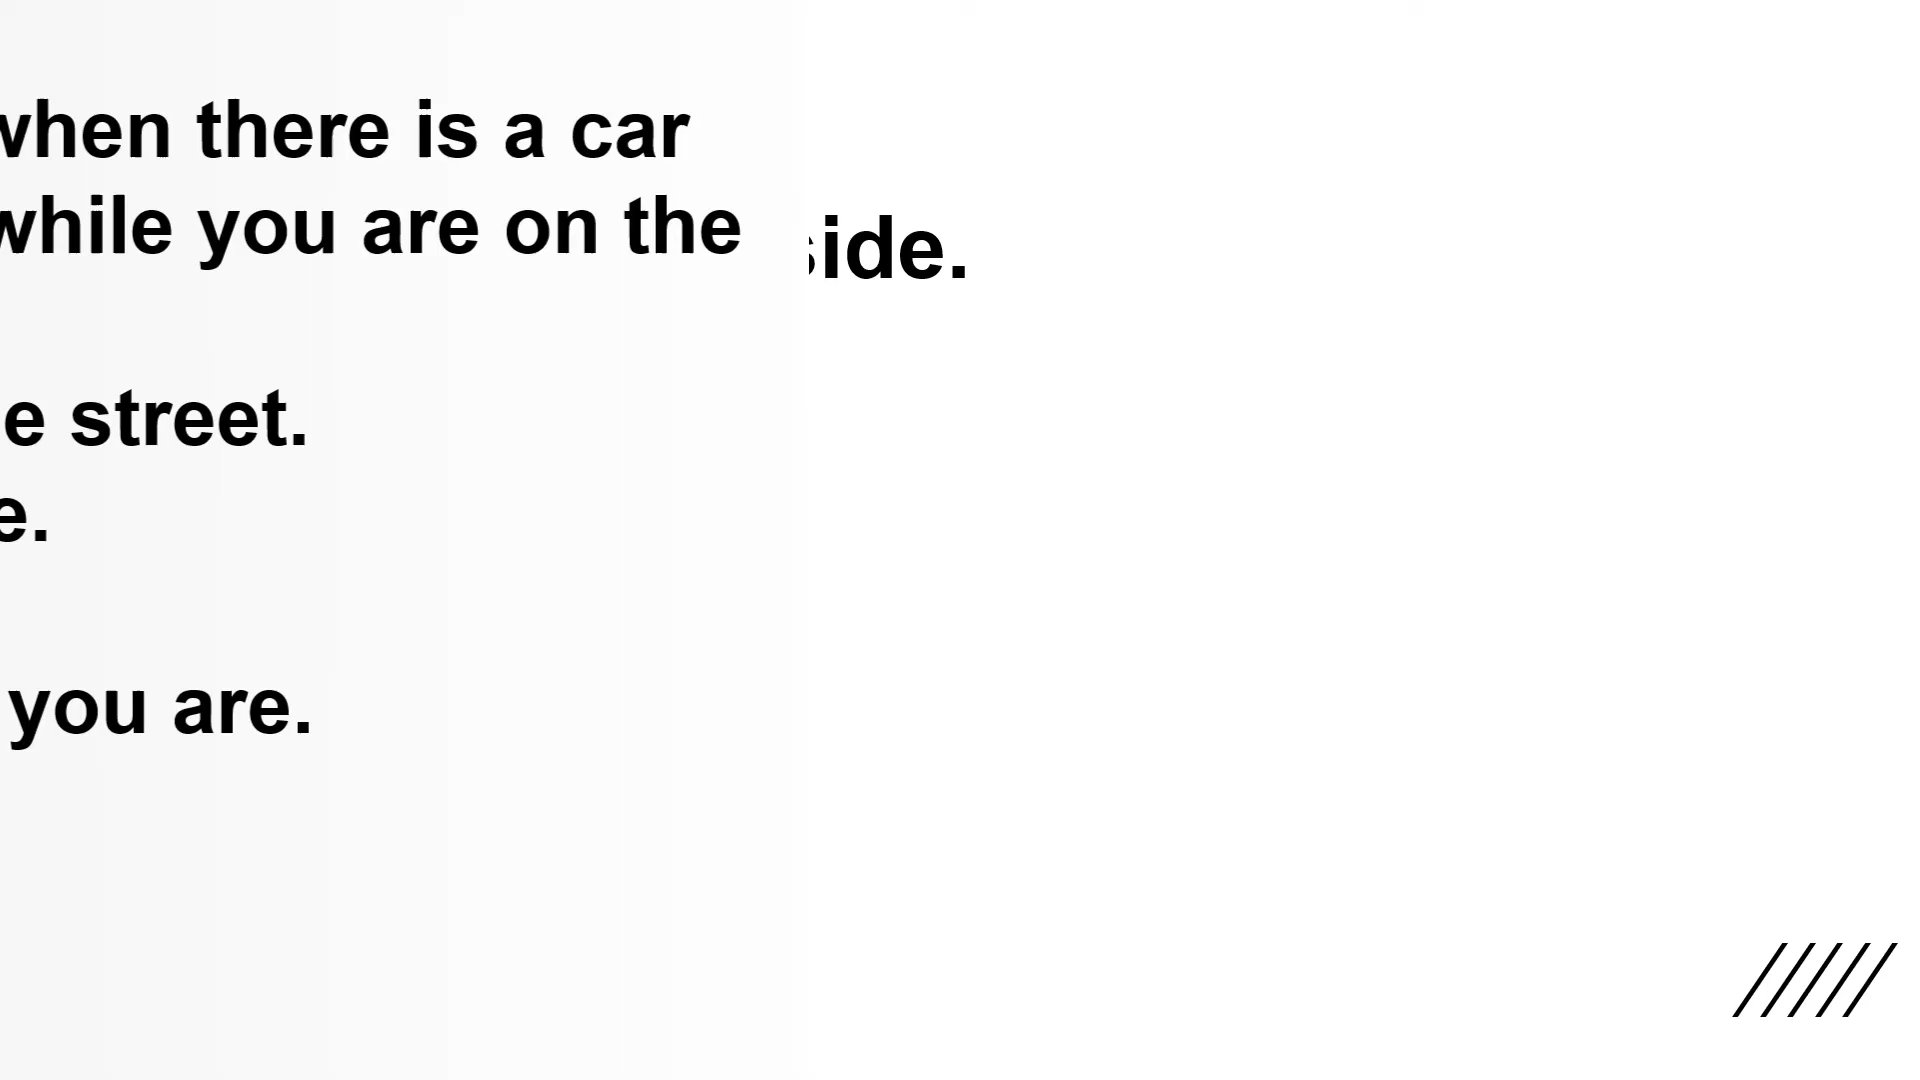 when there is a car
while you are on the
side.
e street.
e.
you are.